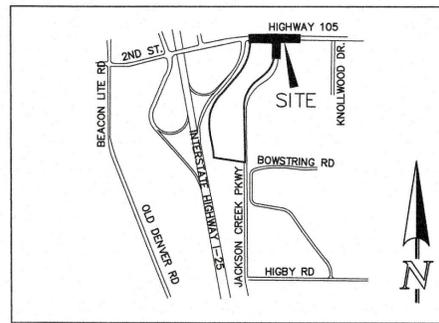 HIGHWAY 105
2ND ST.
BEACON LITE RD
KNOLLWOOD DR.
SITE
INTERSTATE HIGHWAY I-25
BOWSTRING RD
JACKSON CREEK PKWY
OLD DENVER RD
HIGBY RD
N